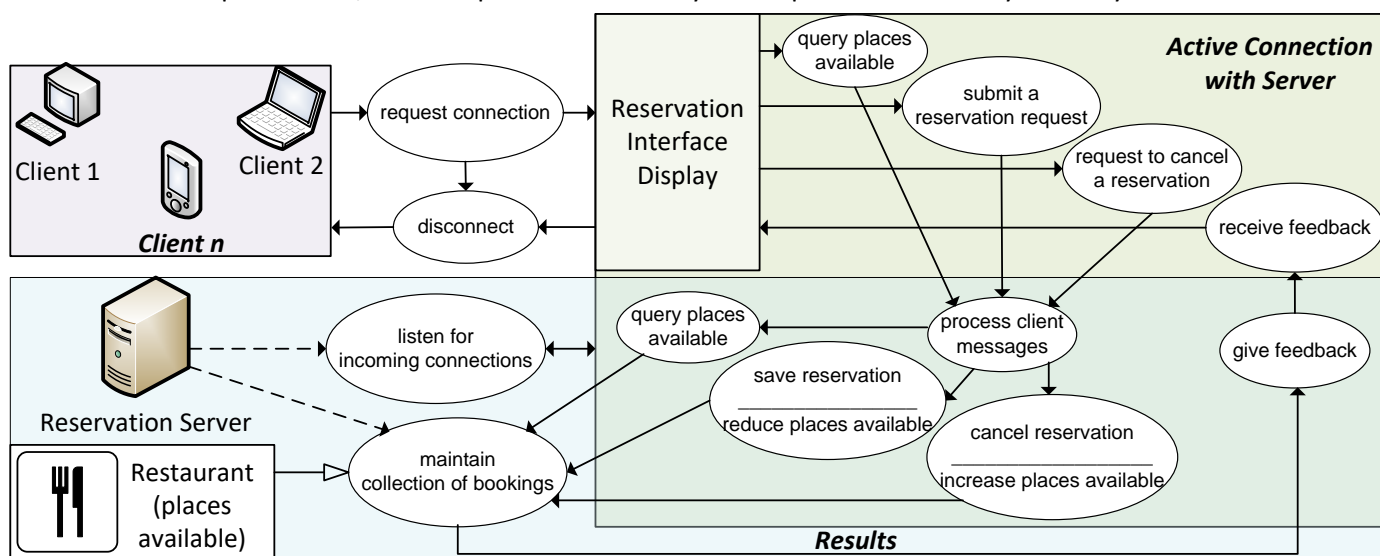 query places
available
Active Connection
with Server
Reservation
Interface
Display
submit a
reservation request
request connection
Client 1
Client 2
request to cancel
a reservation
Client n
disconnect
receive feedback
listen for
incoming connections
query places
available
process client
messages
give feedback
save reservation
reduce places available
Reservation Server
cancel reservation
increase places available
maintain
collection of bookings
Restaurant
(places
available)
Results